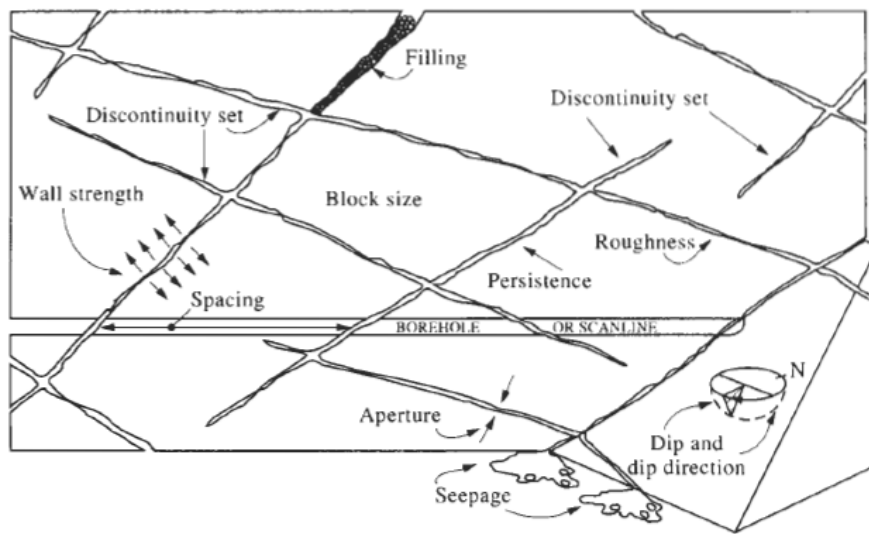 Filling
Discontinuity set
Discontinuity set
Wall strength
Block size
Roughness
Persistence
Spacing
BOREHOLE OR SCANLINE
N
Aperture
Dip and
dip direction
Seepage